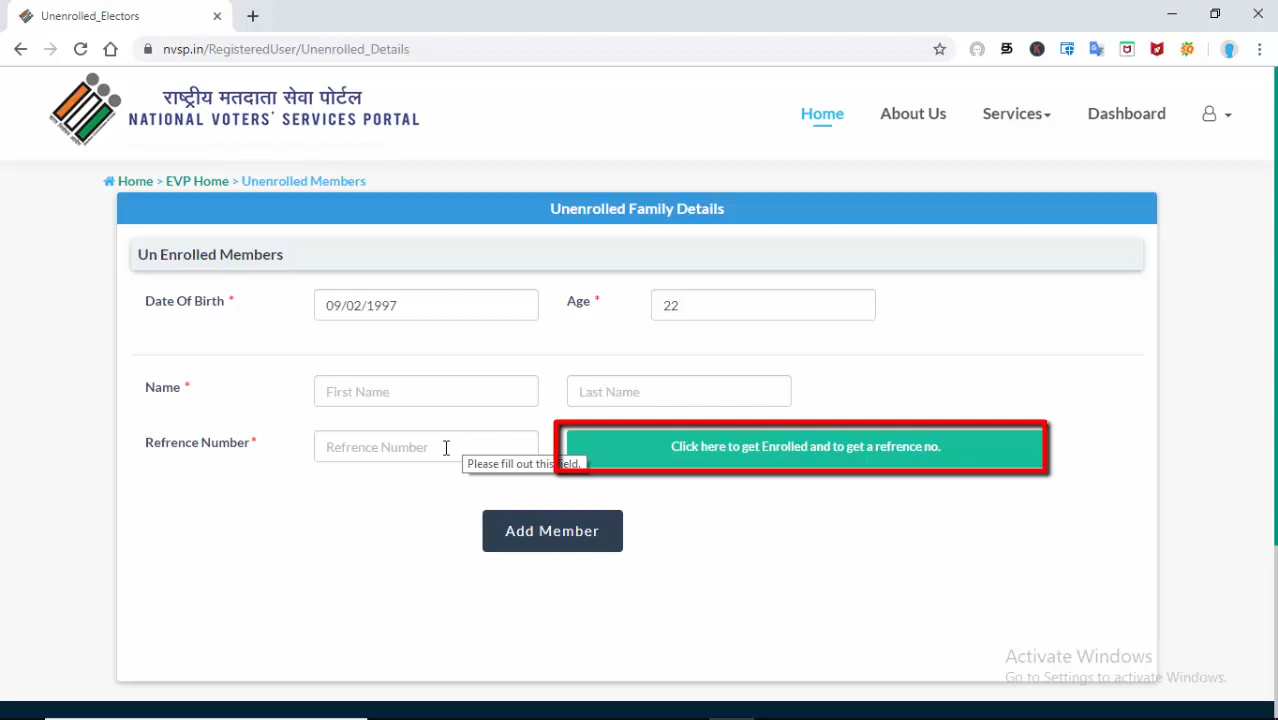 Unenrolled_Electors
nvsp.in/RegisteredUser/Unenrolled_Details
राष्ट्रीय मतदाता सेवा पोर्टल
NATIONAL VOTERS' SERVICES PORTAL
Home About Us Services Dashboard
Home > EVP Home > Unenrolled Members
Unenrolled Family Details
Un Enrolled Members
Date Of Birth * 09/02/1997 Age * 22
Name * First Name Last Name
Refrence Number* Refrence Number Click here to get Enrolled and to get a refrence no.
Please fill out this field.
Add Member
Activate Windows
Go to Settings to activate Windows.